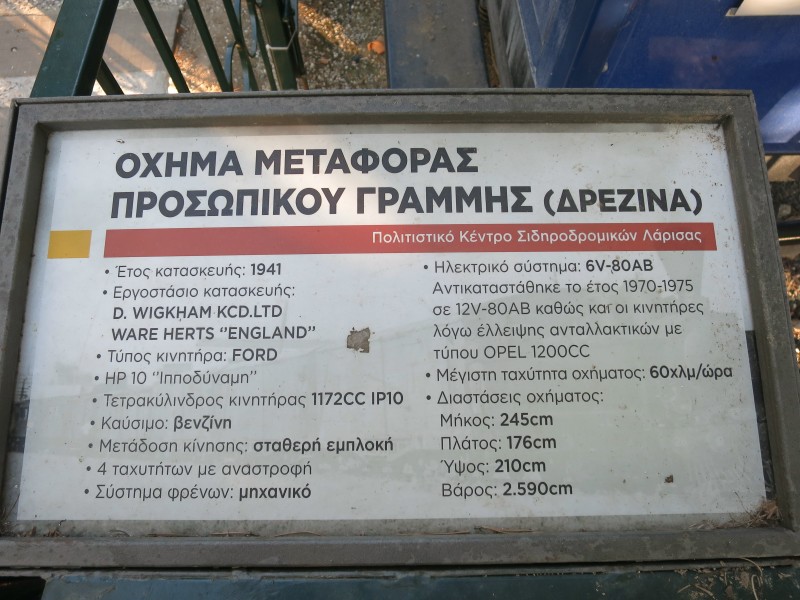 ΟΧΗΜΑ ΜΕΤΑΦΟΡΑΣ
ΠΡΟΣΩΠΙΚΟΥ ΓΡΑΜΜΗΣ (ΔΡΕΖΙΝΑ)
Πολιτιστικό Κέντρο Σιδηροδρομικών Λάρισας
• Έτος κατασκευής: 1941
• Εργοστάσιο κατασκευής:
D. WIGKHAM KCD.LTD
WARE HERTS “ENGLAND”
• Τύπος κινητήρα: FORD
• HP 10 “Ιπποδύναμη”
• Τετρακύλινδρος κινητήρας 1172CC IP10
• Καύσιμο: βενζίνη
• Μετάδοση κίνησης: σταθερή εμπλοκή
• 4 ταχυτήτων με αναστροφή
• Σύστημα φρένων: μηχανικό
• Ηλεκτρικό σύστημα: 6V-80AB
Αντικαταστάθηκε το έτος 1970-1975
σε 12V-80AB καθώς και οι κινητήρες
λόγω έλλειψης ανταλλακτικών με
τύπου OPEL 1200CC
• Μέγιστη ταχύτητα οχήματος: 60χλμ/ώρα
• Διαστάσεις οχήματος:
Μήκος: 245cm
Πλάτος: 176cm
Ύψος: 210cm
Βάρος: 2.590cm